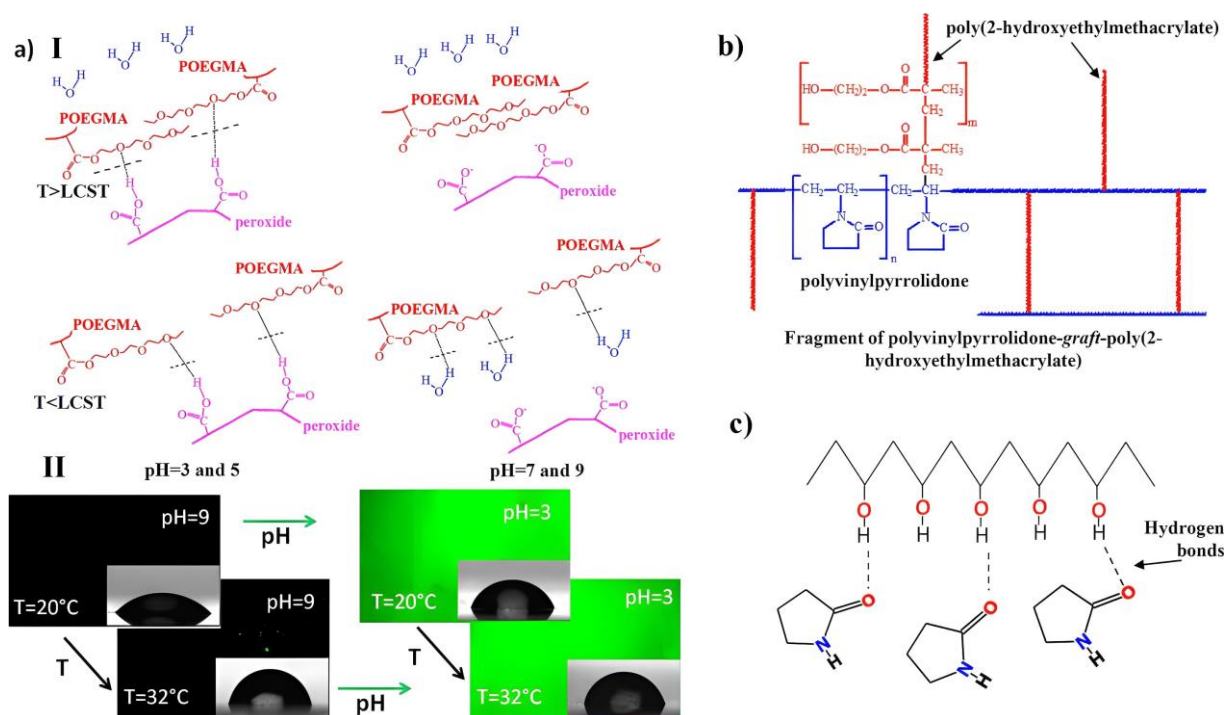 a) I
H H
O
H H
O
H H
O
POEGMA
POEGMA
T>LCST
peroxide
H H
O
H H
O
H H
O
POEGMA
POEGMA
peroxide
POEGMA
POEGMA
T<LCST
peroxide
POEGMA
POEGMA
peroxide
pH=3 and 5
pH=7 and 9
II
pH=9
T=20°C
pH
pH=3
T=20°C
T
pH=9
T=32°C
pH
T
pH=3
T=32°C
b)
poly(2-hydroxyethylmethacrylate)
HO—(CH₂)₂—O—C—C—CH₃
O
CH₂
m
HO—(CH₂)₂—O—C—C—CH₃
O
CH₂
CH₂—CH CH₂—CH
N N
O O
n
polyvinylpyrrolidone
Fragment of polyvinylpyrrolidone-graft-poly(2-
hydroxyethylmethacrylate)
c)
O O O O O
H H H H H
Hydrogen
bonds
O O O
N N N
H H H